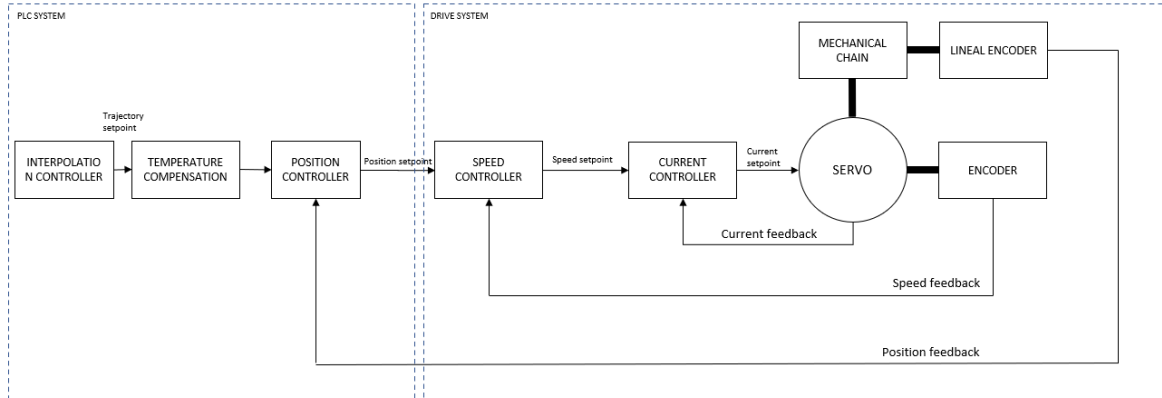 PLC SYSTEM
DRIVE SYSTEM
MECHANICAL
CHAIN
LINEAL ENCODER
Trajectory
setpoint
INTERPOLATIO
N CONTROLLER
TEMPERATURE
COMPENSATION
POSITION
CONTROLLER
Position setpoint
SPEED
CONTROLLER
Speed setpoint
CURRENT
CONTROLLER
Current
setpoint
SERVO
ENCODER
Current feedback
Speed feedback
Position feedback